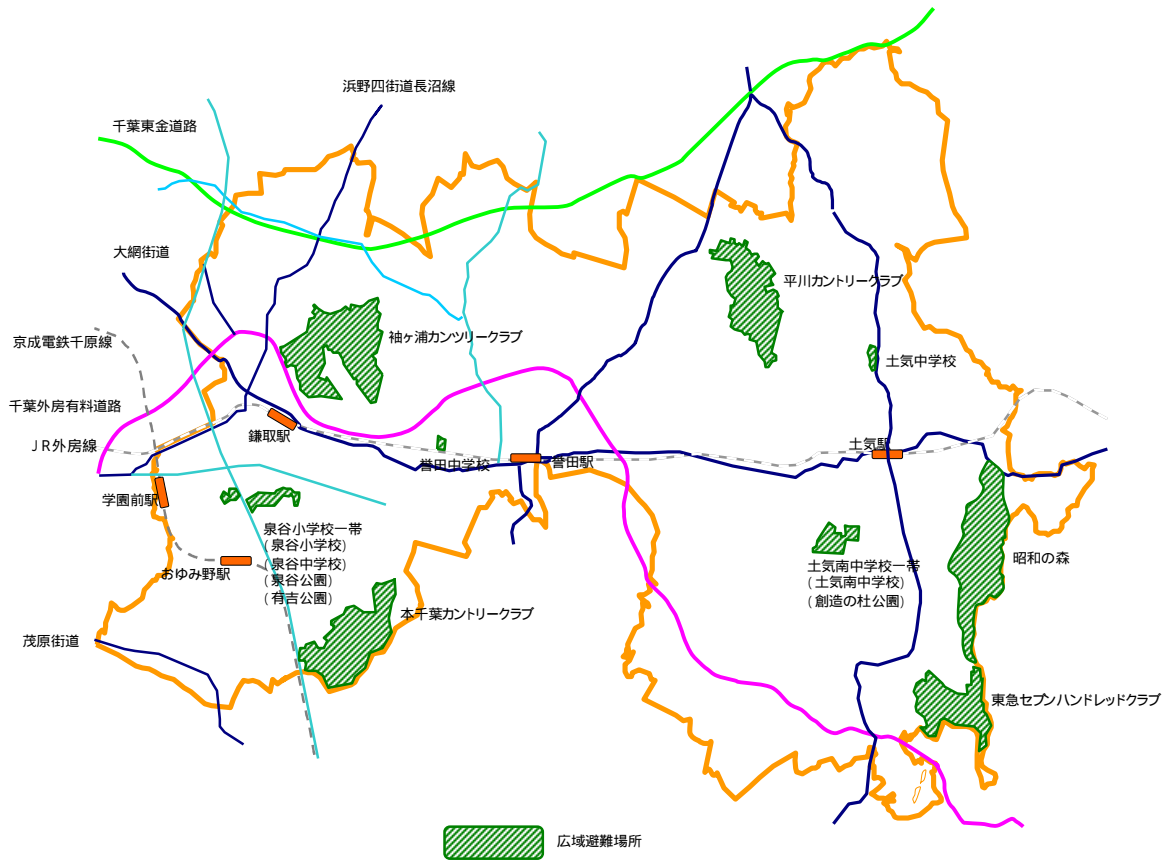 浜野四街道長沼線
千葉東金道路
大網街道
平川カントリークラブ
京成電鉄千原線
袖ヶ浦カンツリークラブ
土気中学校
千葉外房有料道路
鎌取駅
ＪＲ外房線
土気駅
誉田中学校
誉田駅
学園前駅
泉谷小学校一帯
(泉谷小学校)
(泉谷中学校)
(泉谷公園)
(有吉公園)
おゆみ野駅
昭和の森
土気南中学校一帯
(土気南中学校)
(創造の杜公園)
本千葉カントリークラブ
茂原街道
東急セブンハンドレッドクラブ
広域避難場所